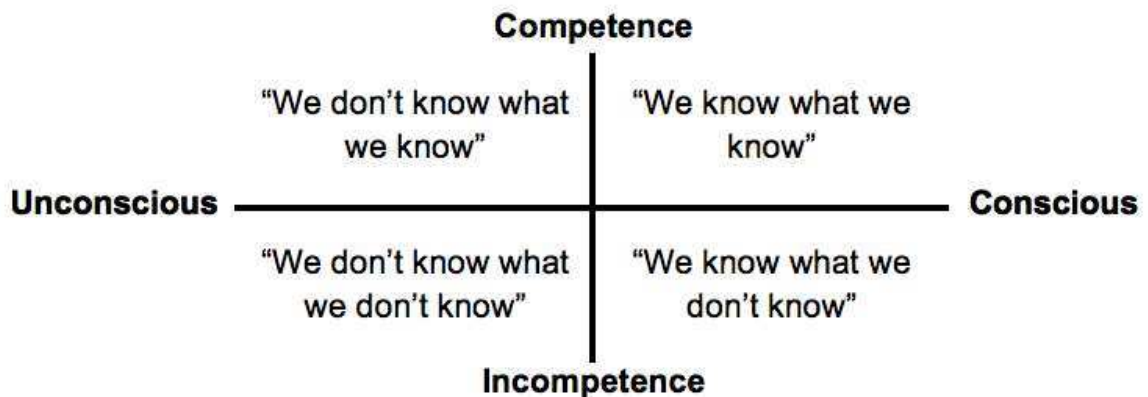 Competence
“We don’t know what
we know”
“We know what we
know”
Unconscious
Conscious
“We don’t know what
we don’t know”
“We know what we
don’t know”
Incompetence